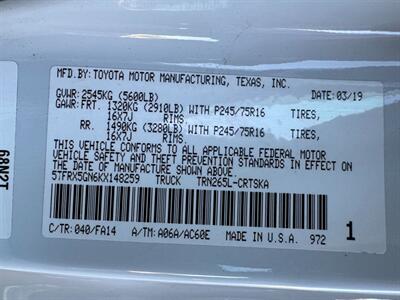 MFD. BY: TOYOTA MOTOR MANUFACTURING, TEXAS, INC.
GVWR: 2545KG (5600LB) DATE: 03/19
GAWR: FRT. 1320KG (2910LB) WITH P245/75R16 TIRES,
16X7J RIMS,
RR. 1490KG (3280LB) WITH P245/75R16 TIRES,
16X7J RIMS,
THIS VEHICLE CONFORMS TO ALL APPLICABLE FEDERAL MOTOR
VEHICLE SAFETY AND THEFT PREVENTION STANDARDS IN EFFECT ON
THE DATE OF MANUFACTURE SHOWN ABOVE.
5TFRX5GN6KX148259 TRUCK TRN265L-CRTSKA
C/TR: 040/FA14 A/TM: A06A/AC60E MADE IN U.S.A. 972 1